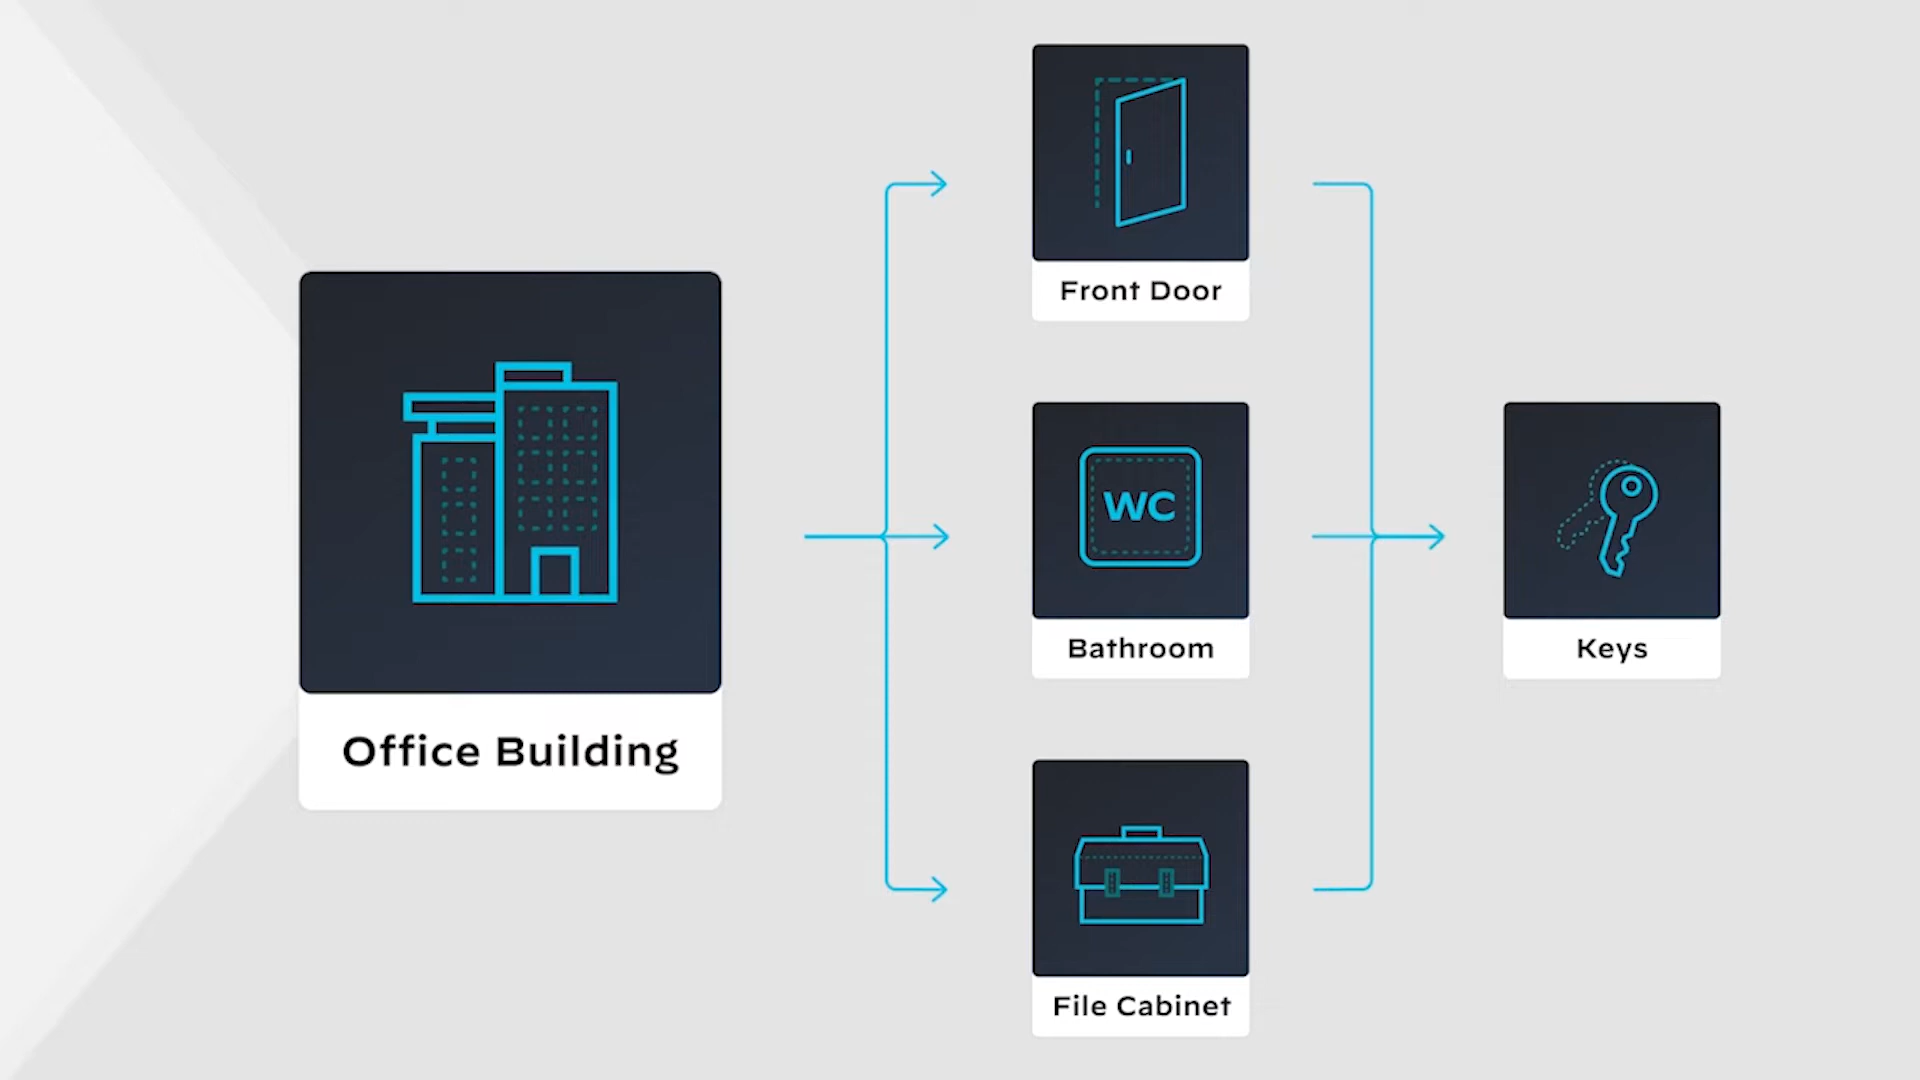 Office Building
Front Door
WC
Bathroom
File Cabinet
Keys